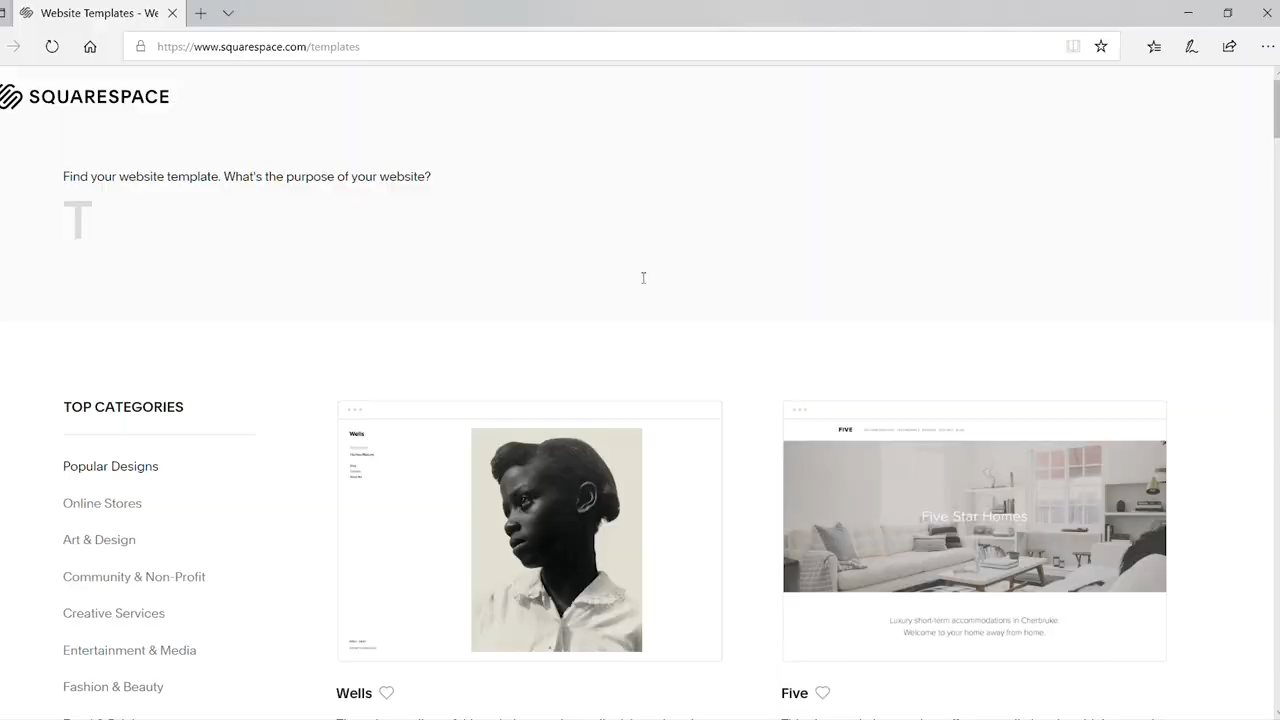 Website Templates - We
https://www.squarespace.com/templates
SQUARESPACE
Find your website template. What's the purpose of your website?
T
TOP CATEGORIES
Popular Designs
Online Stores
Art & Design
Community & Non-Profit
Creative Services
Entertainment & Media
Fashion & Beauty
Wells
Wells
FIVE
Five Star Homes
Luxury short-term accommodations in Cherbruke.
Welcome to your home away from home.
Five